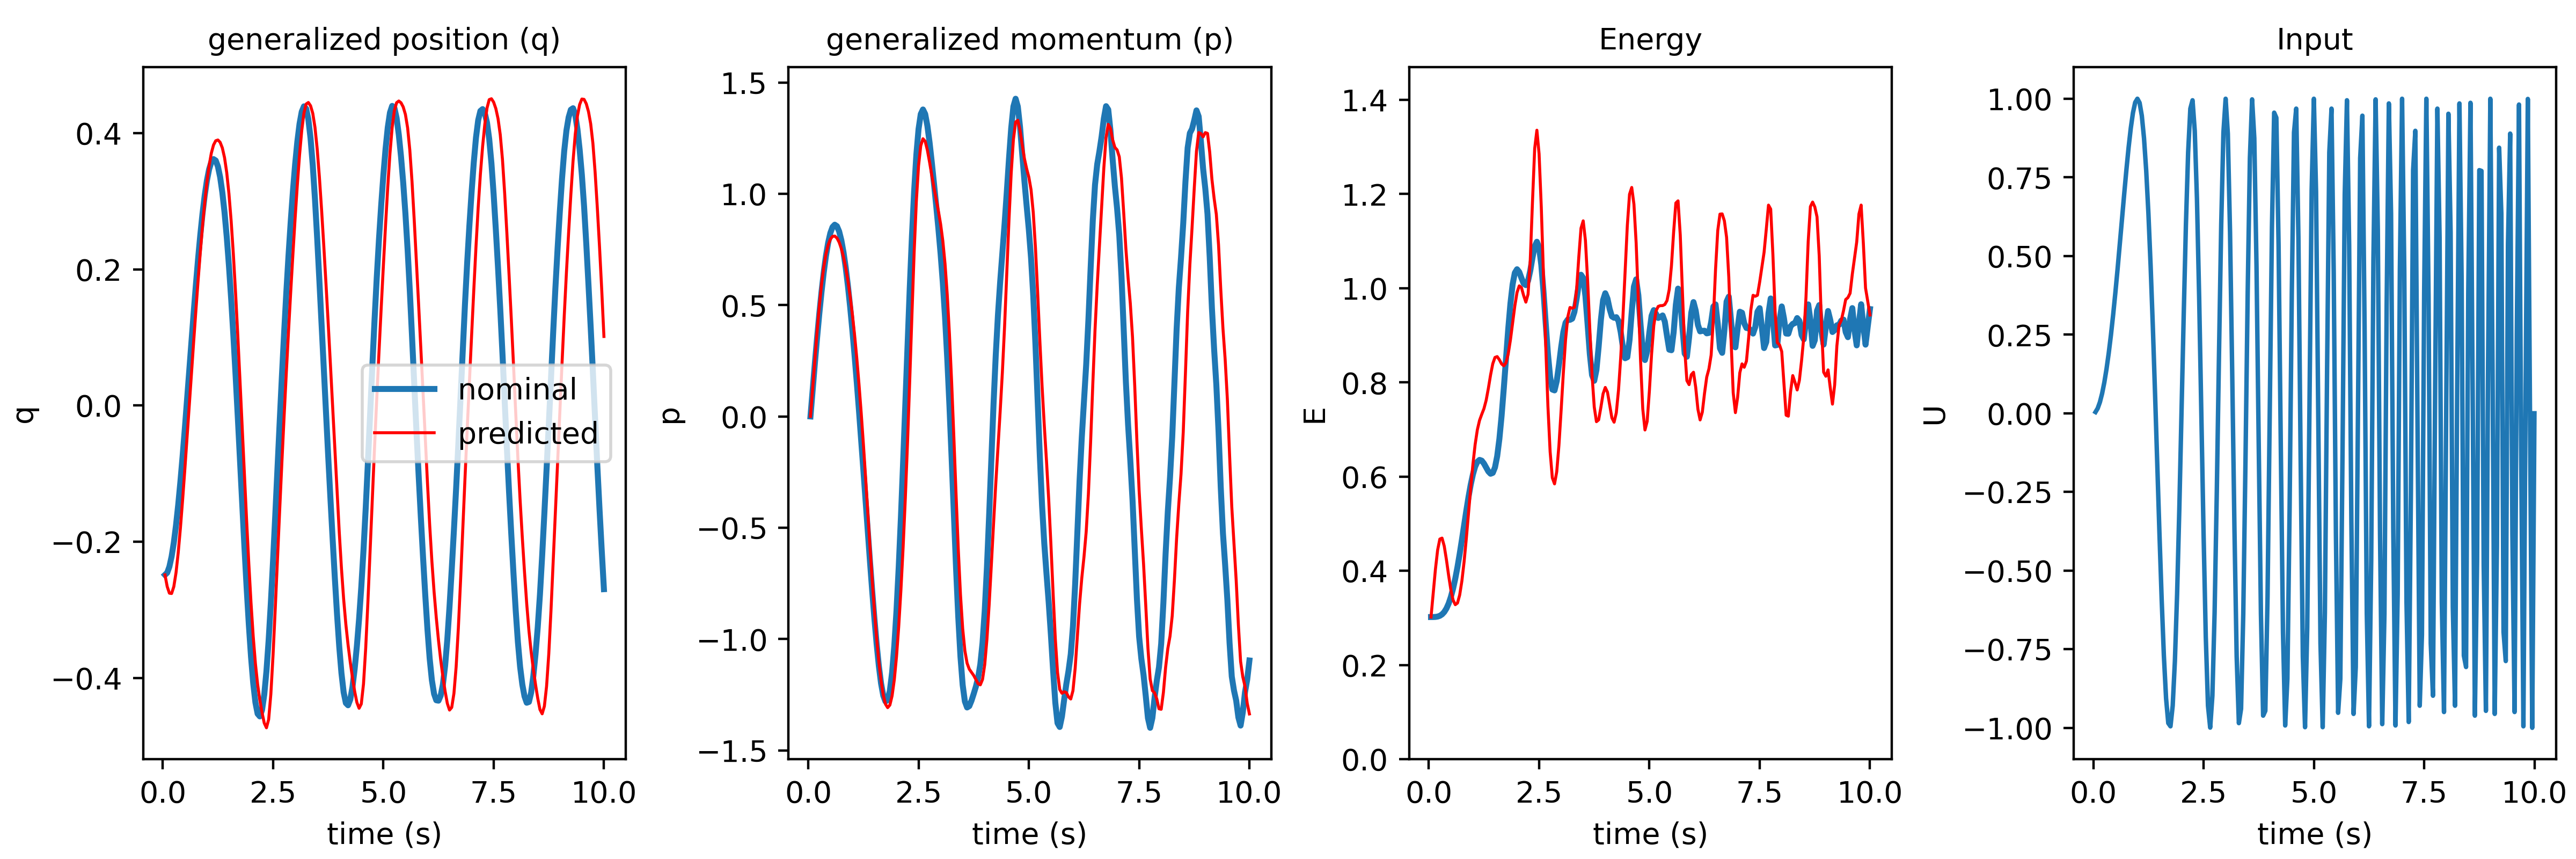 generalized position (q)
q
0.4
0.2
0.0
−0.2
−0.4
0.0 2.5 5.0 7.5 10.0
time (s)
nominal
predicted
generalized momentum (p)
p
1.5
1.0
0.5
0.0
−0.5
−1.0
−1.5
0.0 2.5 5.0 7.5 10.0
time (s)
Energy
E
1.4
1.2
1.0
0.8
0.6
0.4
0.2
0.0
0.0 2.5 5.0 7.5 10.0
time (s)
Input
U
1.00
0.75
0.50
0.25
0.00
−0.25
−0.50
−0.75
−1.00
0.0 2.5 5.0 7.5 10.0
time (s)